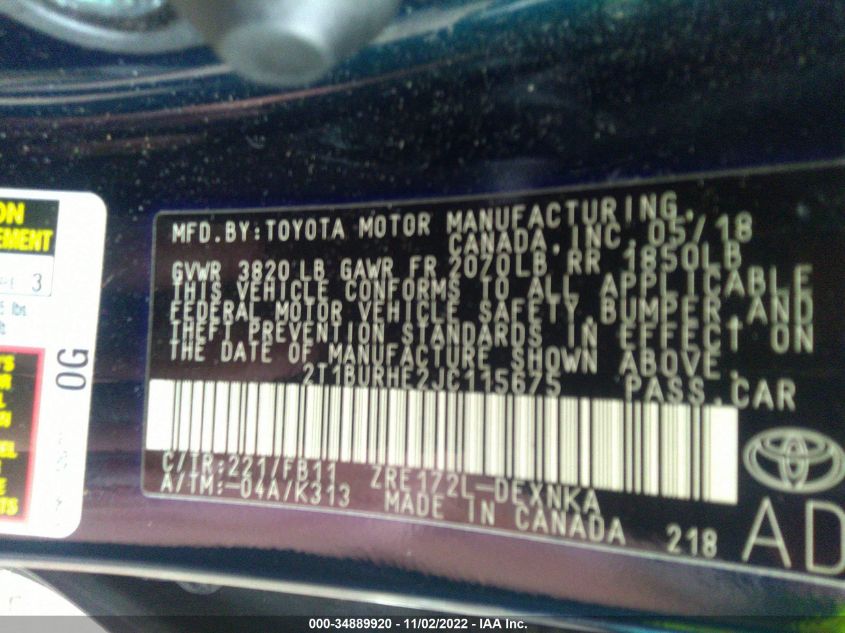 MFD.BY:TOYOTA MOTOR MANUFACTURING,
CANADA, INC. 05/18
GVWR 3820 LB GAWR FR 2070LB RR 1850LB
THIS VEHICLE CONFORMS TO ALL APPLICABLE
FEDERAL MOTOR VEHICLE SAFETY, BUMPER, AND
THEFT PREVENTION STANDARDS IN EFFECT ON
THE DATE OF MANUFACTURE SHOWN ABOVE.
2T1BURHE2JC115675 PASS.CAR
C/TR:221/FB11 ZRE172L-DEXNKA
A/TM:-04A/K313 MADE IN CANADA 218
AD
ON
EMENT
3
0G
000-34889920 - 11/02/2022 - IAA Inc.